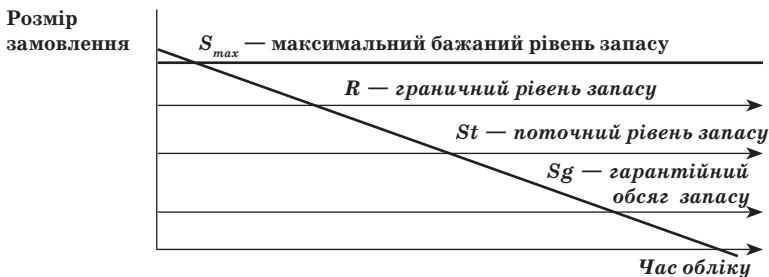 Розмір
замовлення
Smax — максимальний бажаний рівень запасу
R — граничний рівень запасу
St — поточний рівень запасу
Sg — гарантійний
обсяг запасу
Час обліку